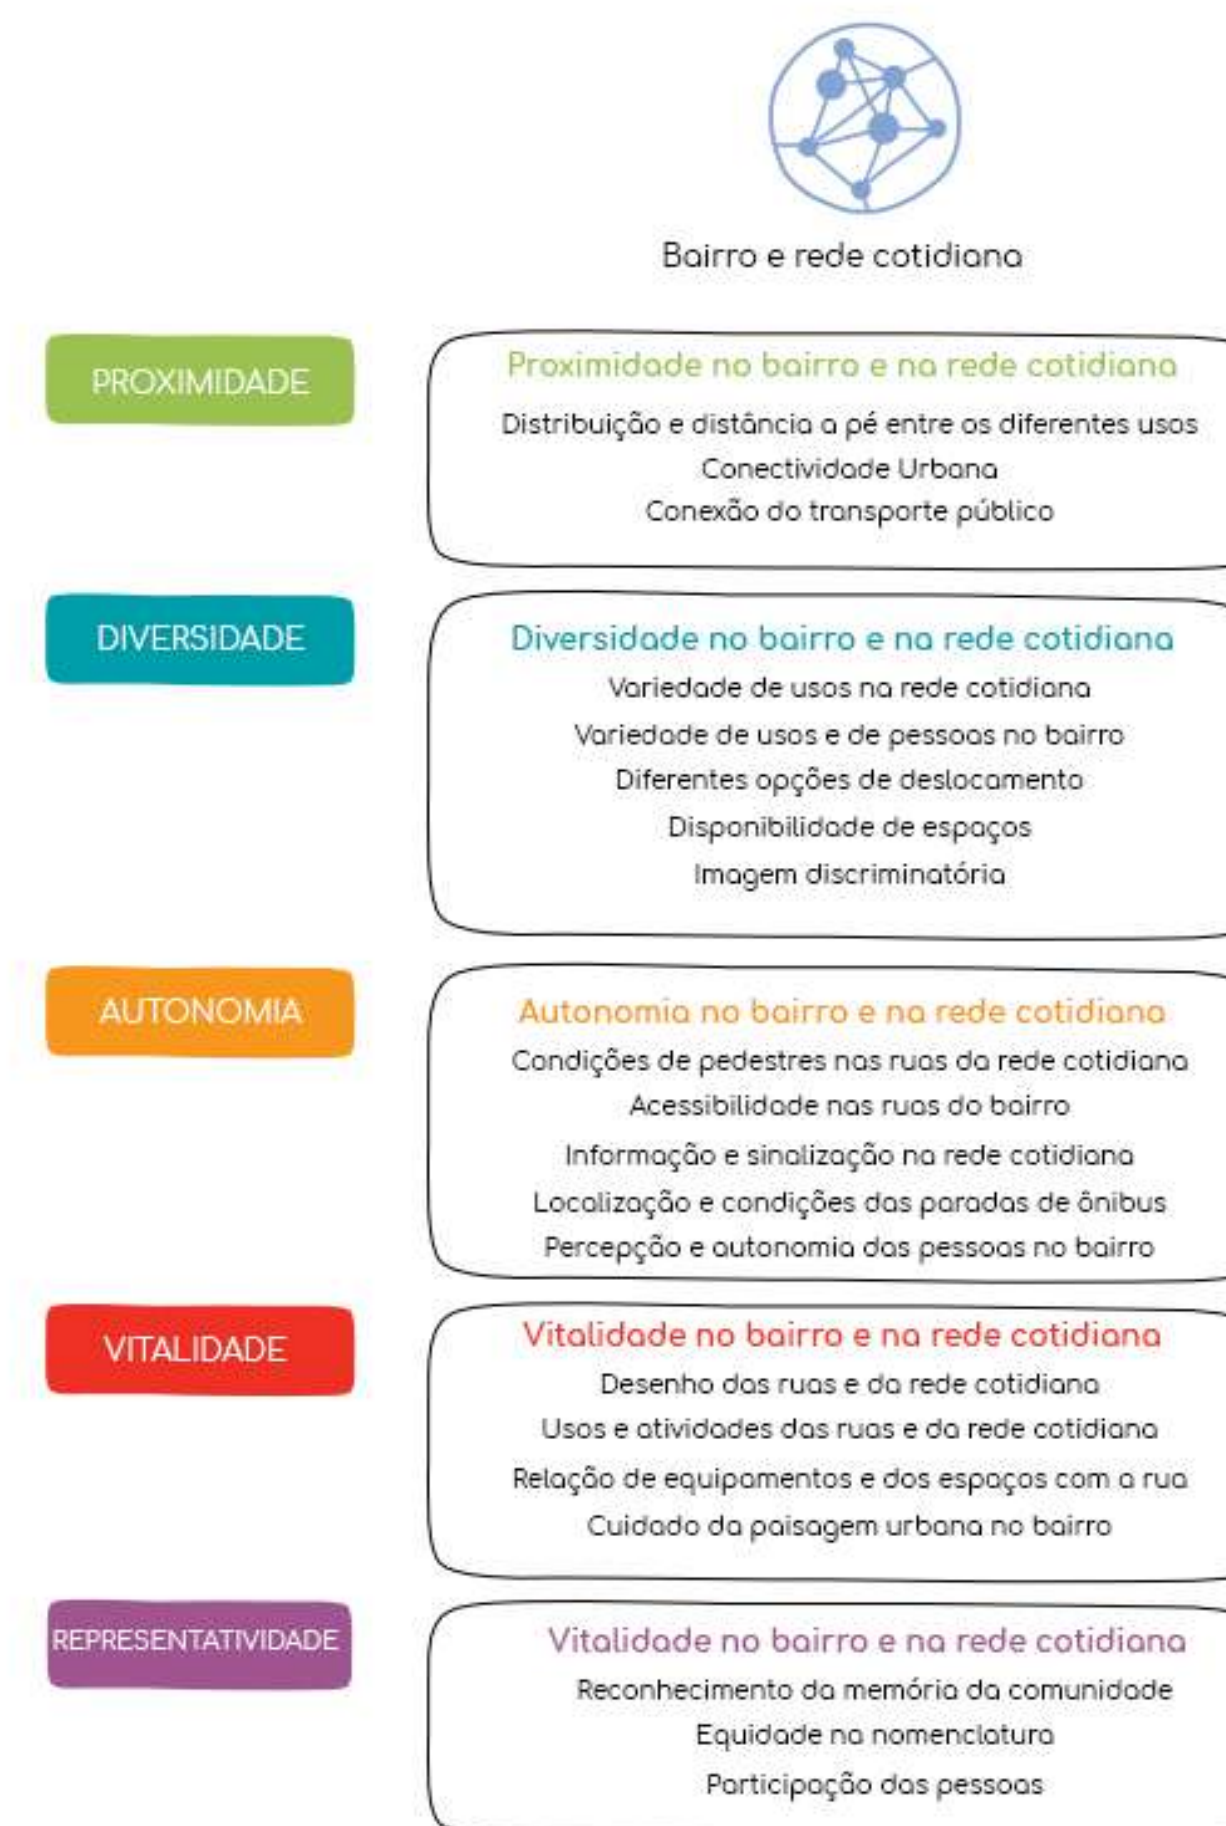 Bairro e rede cotidiana
PROXIMIDADE
Proximidade no bairro e na rede cotidiana
Distribuição e distância a pé entre os diferentes usos
Conectividade Urbana
Conexão do transporte público
DIVERSIDADE
Diversidade no bairro e na rede cotidiana
Variedade de usos na rede cotidiana
Variedade de usos e de pessoas no bairro
Diferentes opções de deslocamento
Disponibilidade de espaços
Imagem discriminatória
AUTONOMIA
Autonomia no bairro e na rede cotidiana
Condições de pedestres nas ruas da rede cotidiana
Acessibilidade nas ruas do bairro
Informação e sinalização na rede cotidiana
Localização e condições das paradas de ônibus
Percepção e autonomia das pessoas no bairro
VITALIDADE
Vitalidade no bairro e na rede cotidiana
Desenho das ruas e da rede cotidiana
Usos e atividades das ruas e da rede cotidiana
Relação de equipamentos e dos espaços com a rua
Cuidado da paisagem urbana no bairro
REPRESENTATIVIDADE
Vitalidade no bairro e na rede cotidiana
Reconhecimento da memória da comunidade
Equidade na nomenclatura
Participação das pessoas